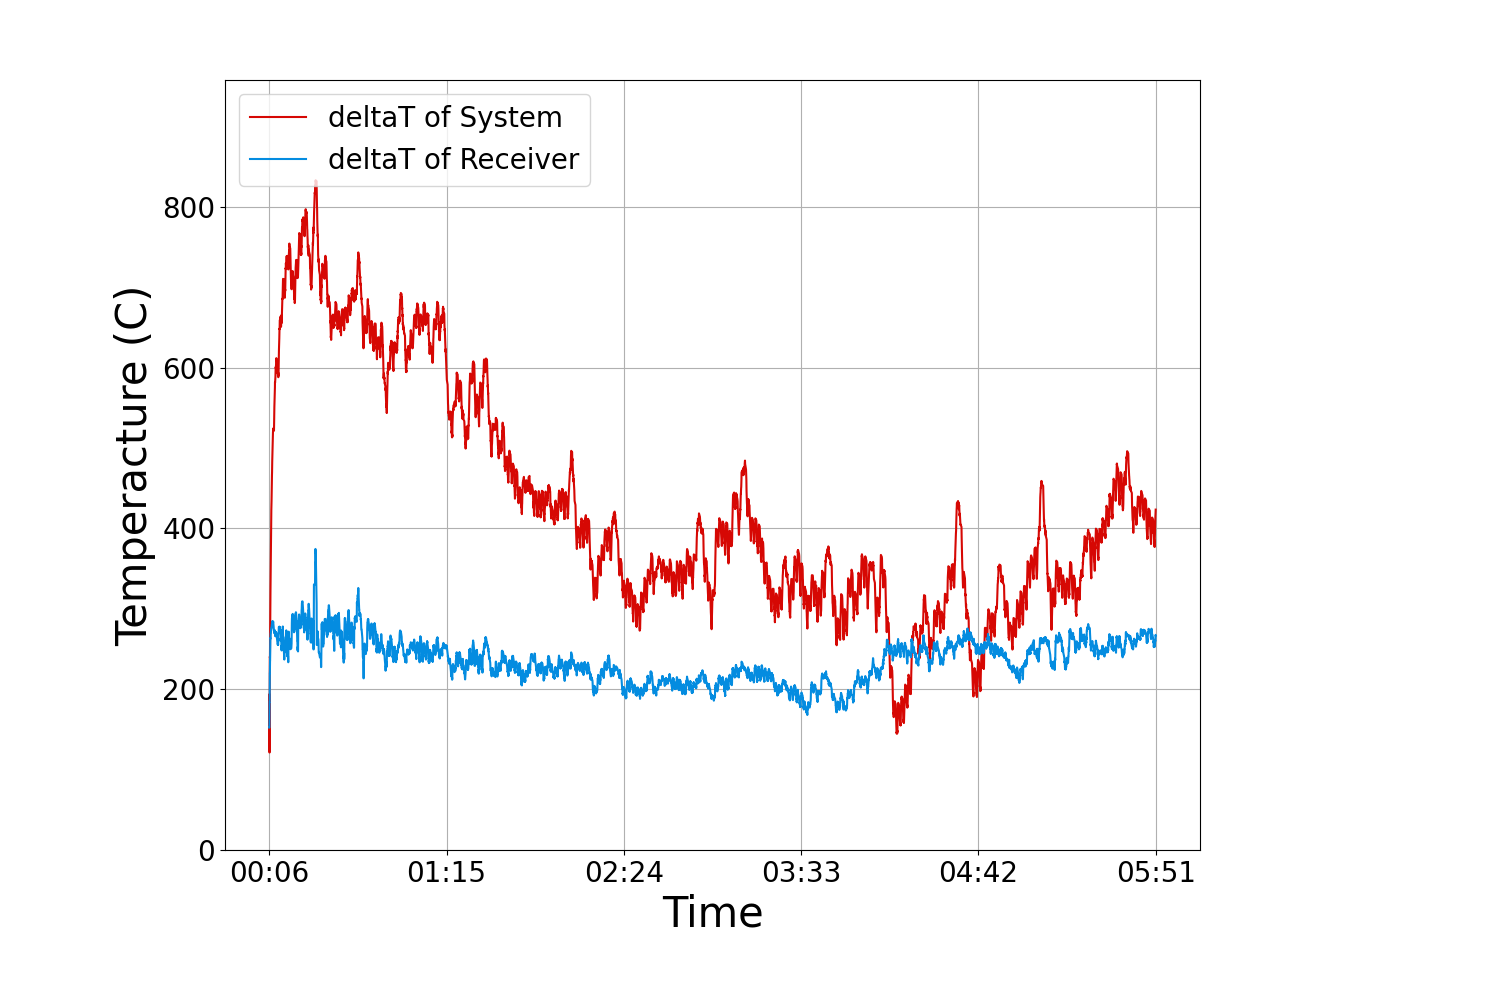 deltaT of System
deltaT of Receiver
Temperacture (C)
800
600
400
200
0
00:06 01:15 02:24 03:33 04:42 05:51
Time